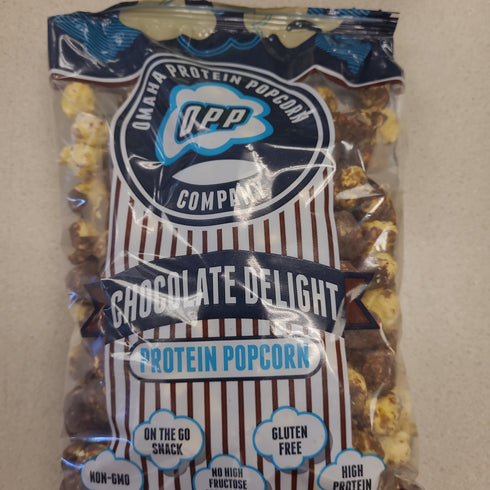 OMAHA PROTEIN POPCORN
OPP
COMPANY
CHOCOLATE DELIGHT
PROTEIN POPCORN
ON THE GO
SNACK
GLUTEN
FREE
NON-GMO
NO HIGH
FRUCTOSE
HIGH
PROTEIN